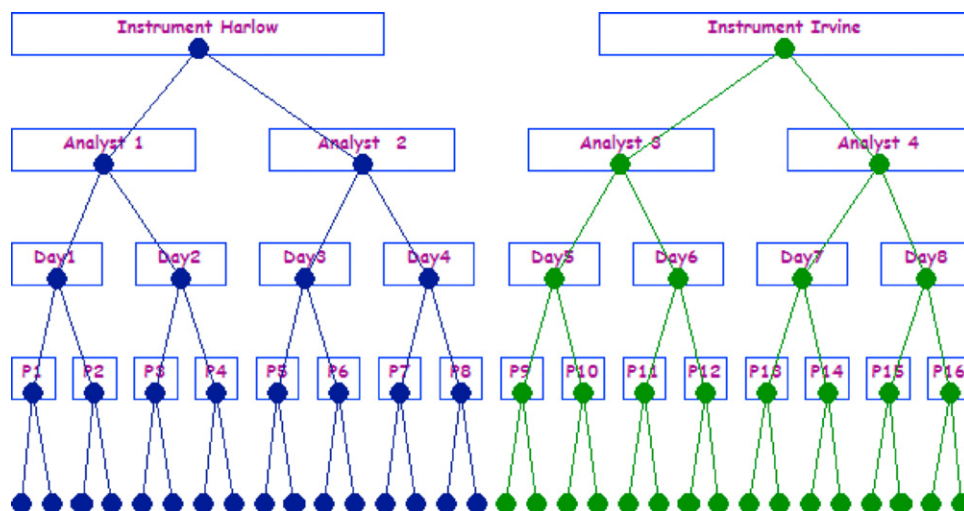 Instrument Harlow Instrument Irvine
Analyst 1 Analyst 2 Analyst 3 Analyst 4
Day1 Day2 Day3 Day4 Day5 Day6 Day7 Day8
P1 P2 P3 P4 P5 P6 P7 P8 P9 P10 P11 P12 P13 P14 P15 P16